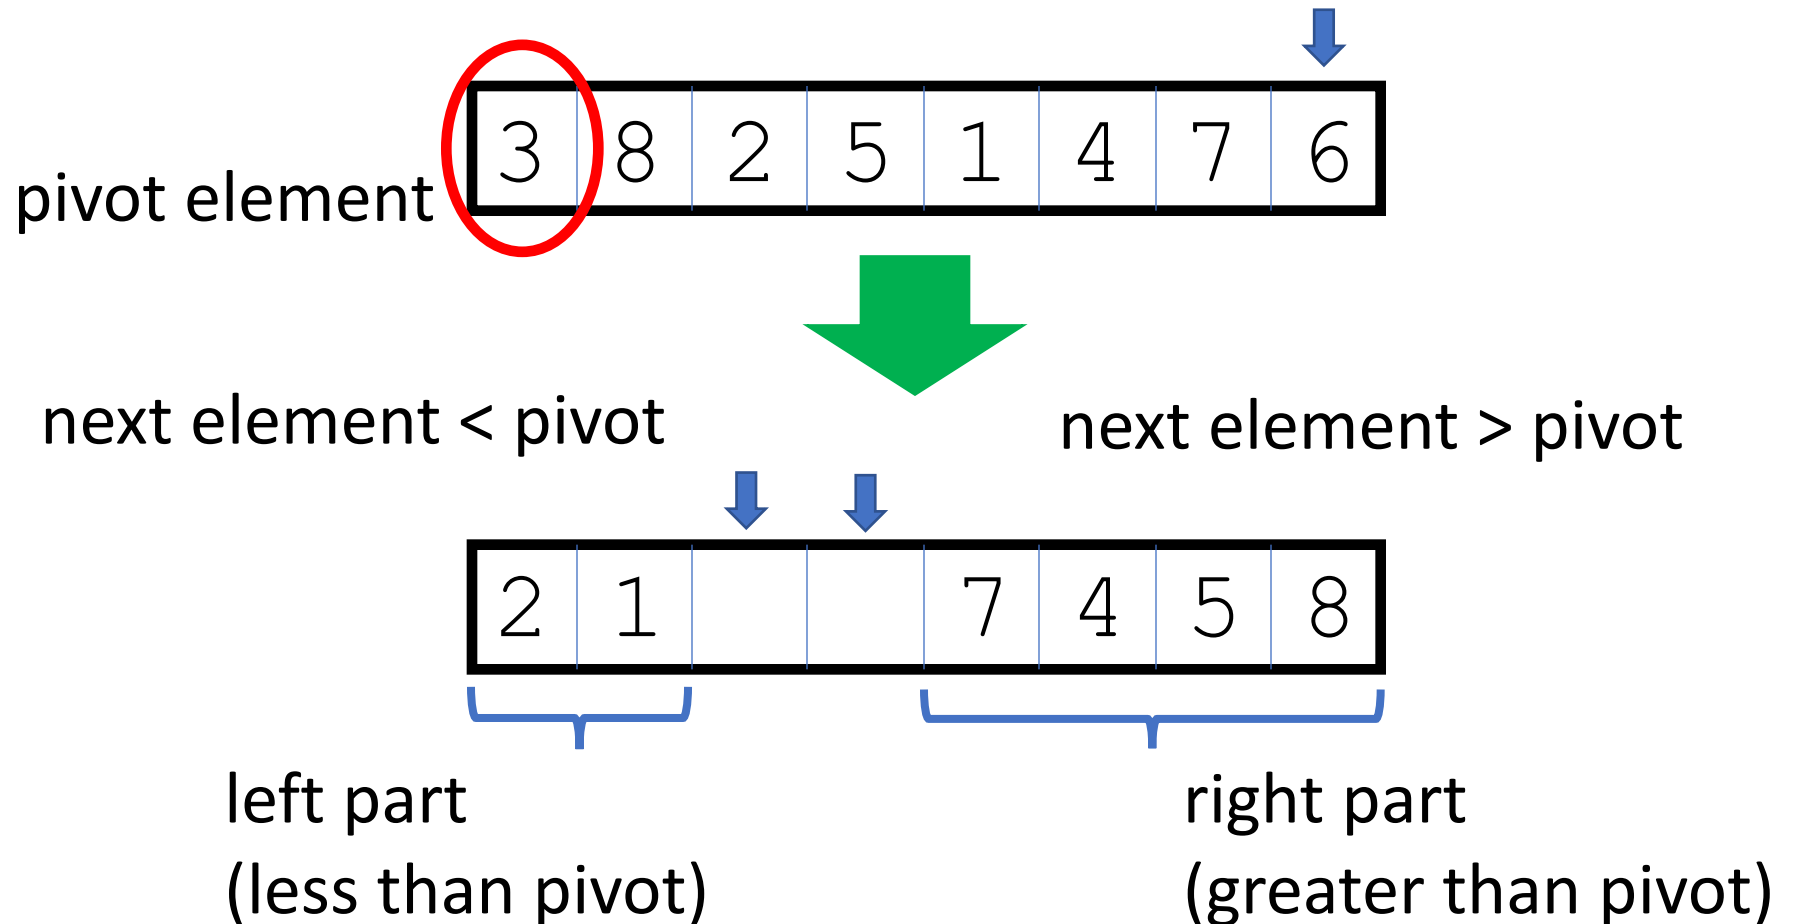 3 8 2 5 1 4 7 6
pivot element
next element < pivot
next element > pivot
2 1 7 4 5 8
left part
(less than pivot)
right part
(greater than pivot)